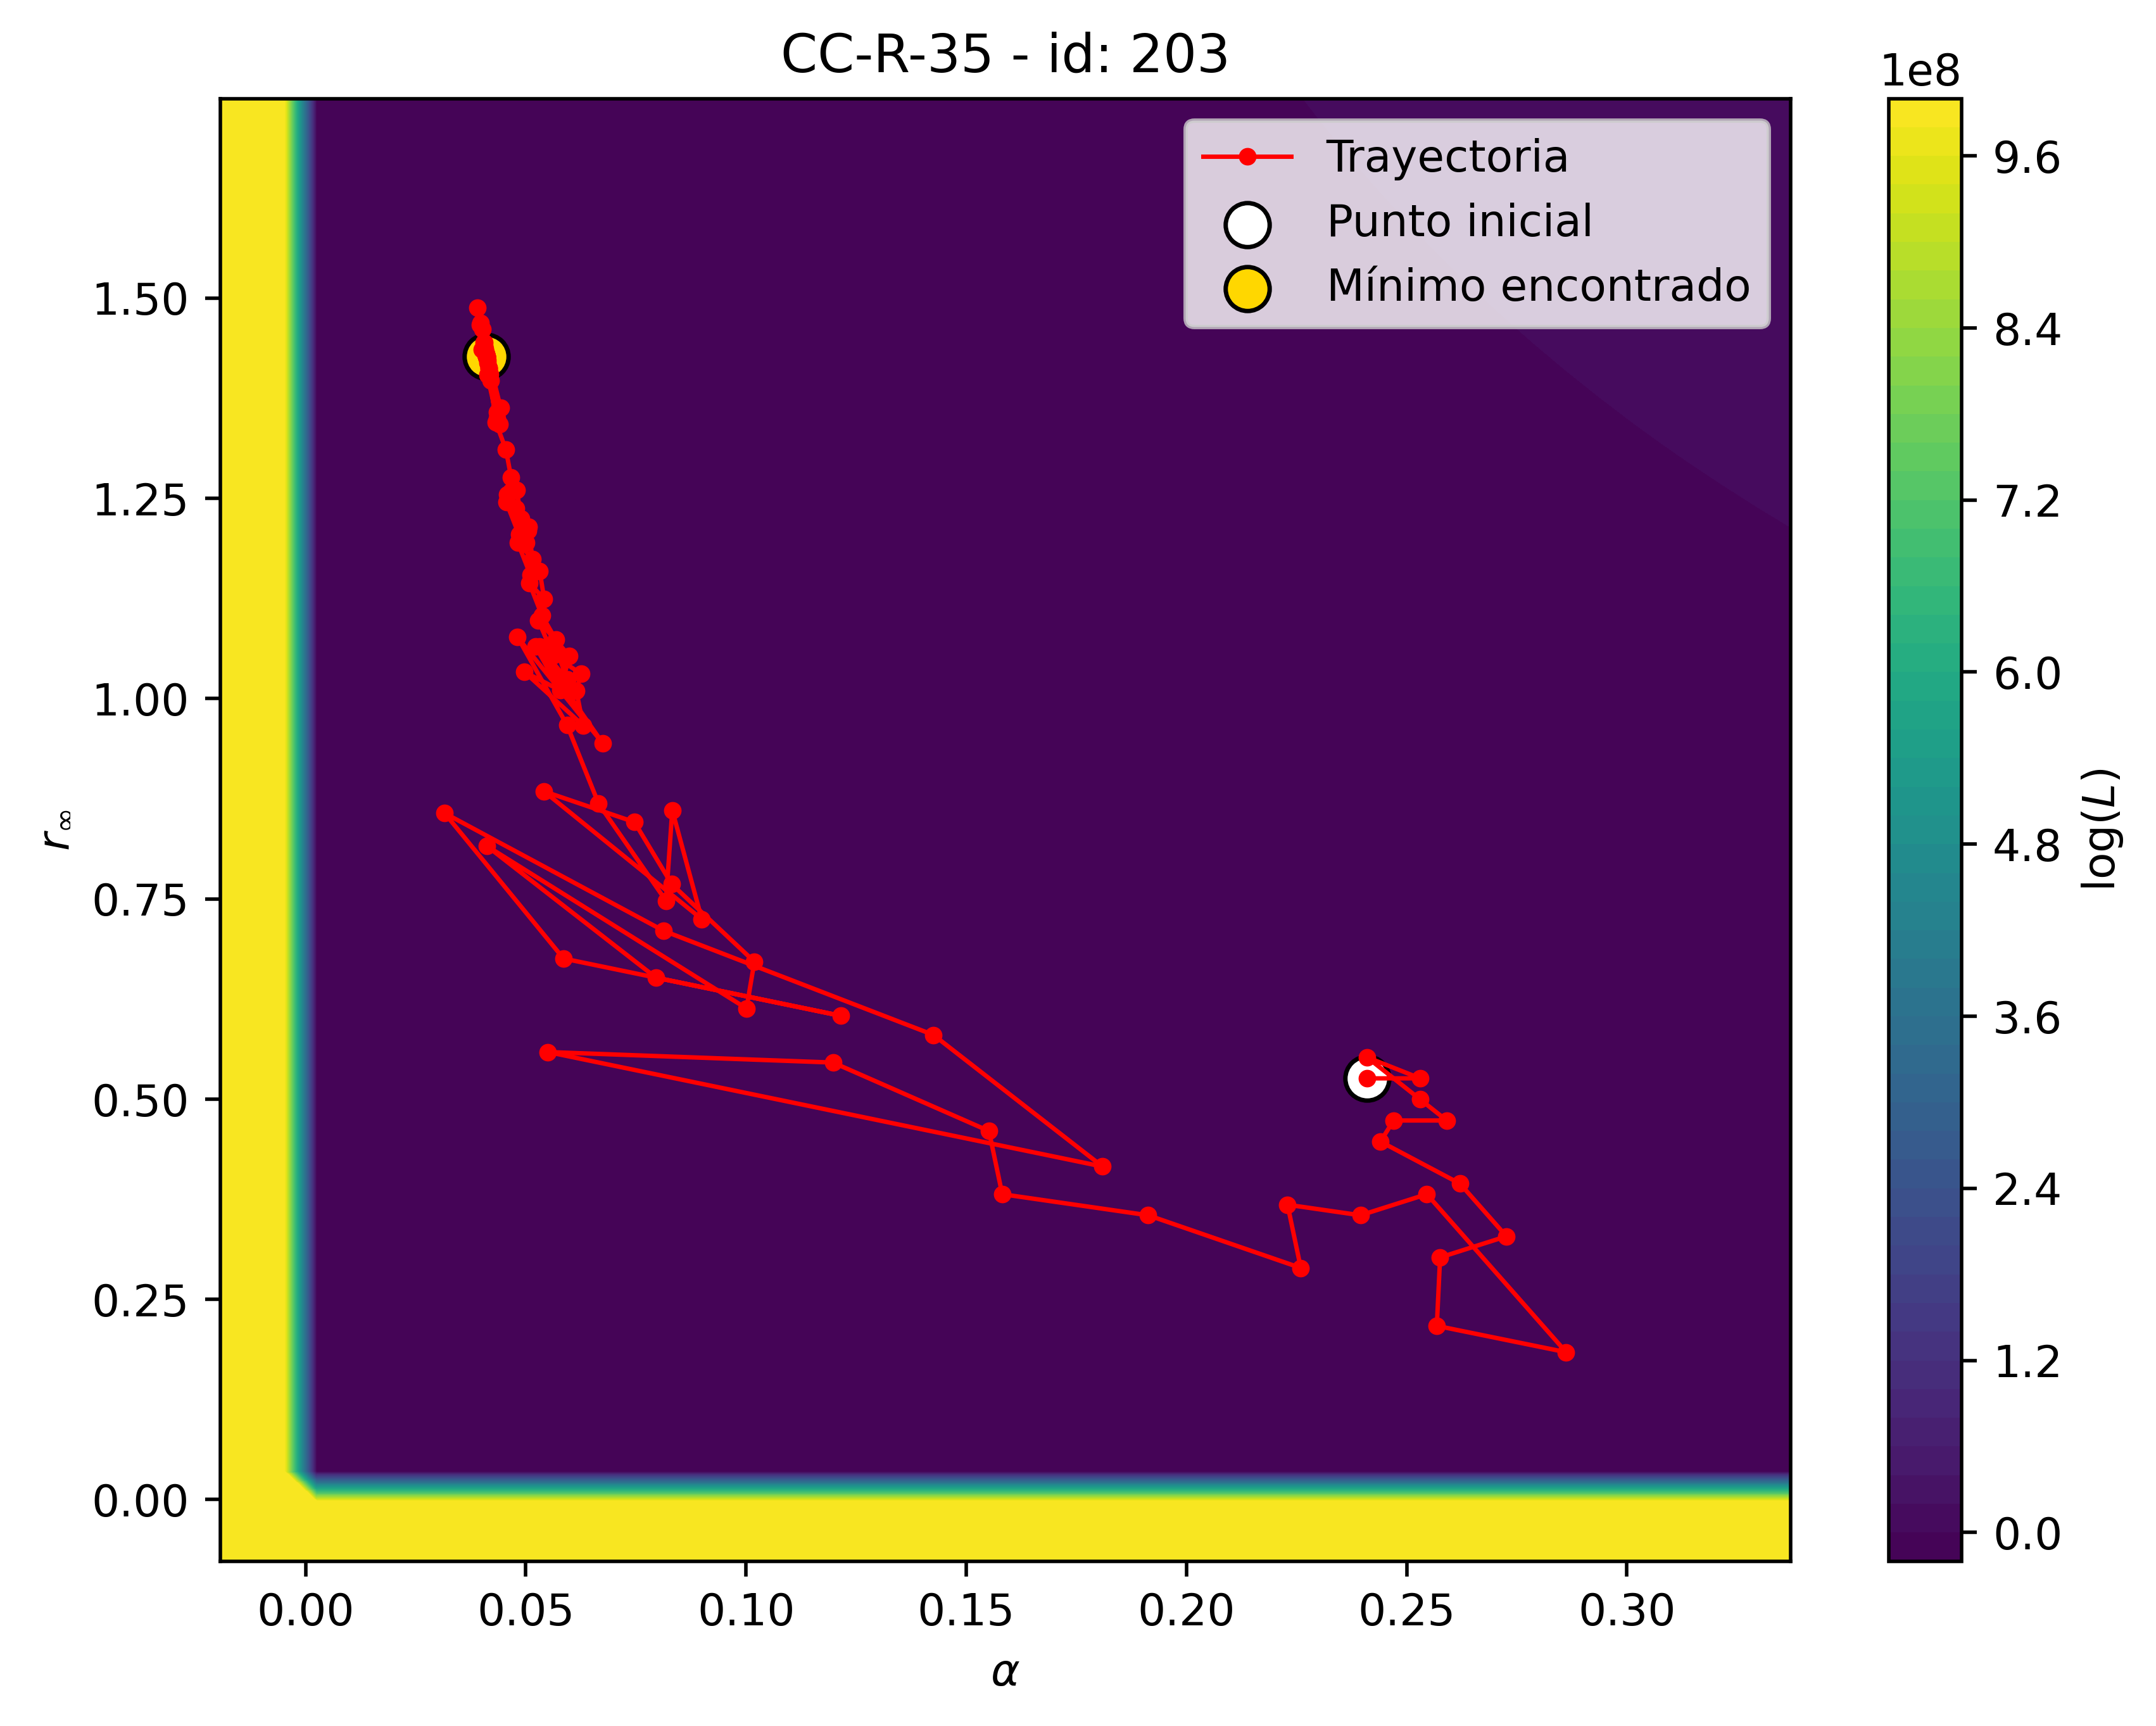 CC-R-35 - id: 203
1e8
Trayectoria
Punto inicial
Mínimo encontrado
9.6
8.4
7.2
6.0
4.8
3.6
2.4
1.2
0.0
log(L)
1.50
1.25
1.00
0.75
0.50
0.25
0.00
r∞
0.00 0.05 0.10 0.15 0.20 0.25 0.30
α